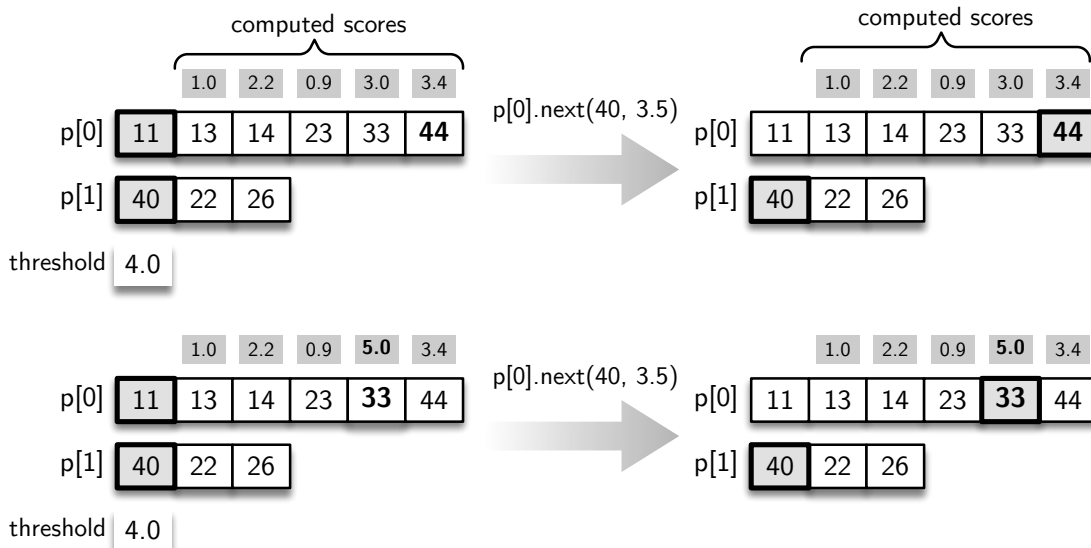 computed scores computed scores
1.0 2.2 0.9 3.0 3.4 1.0 2.2 0.9 3.0 3.4
p[0] 11 13 14 23 33 44 p[0].next(40, 3.5) p[0] 11 13 14 23 33 44
p[1] 40 22 26 p[1] 40 22 26
threshold 4.0
1.0 2.2 0.9 5.0 3.4 1.0 2.2 0.9 5.0 3.4
p[0] 11 13 14 23 33 44 p[0].next(40, 3.5) p[0] 11 13 14 23 33 44
p[1] 40 22 26 p[1] 40 22 26
threshold 4.0